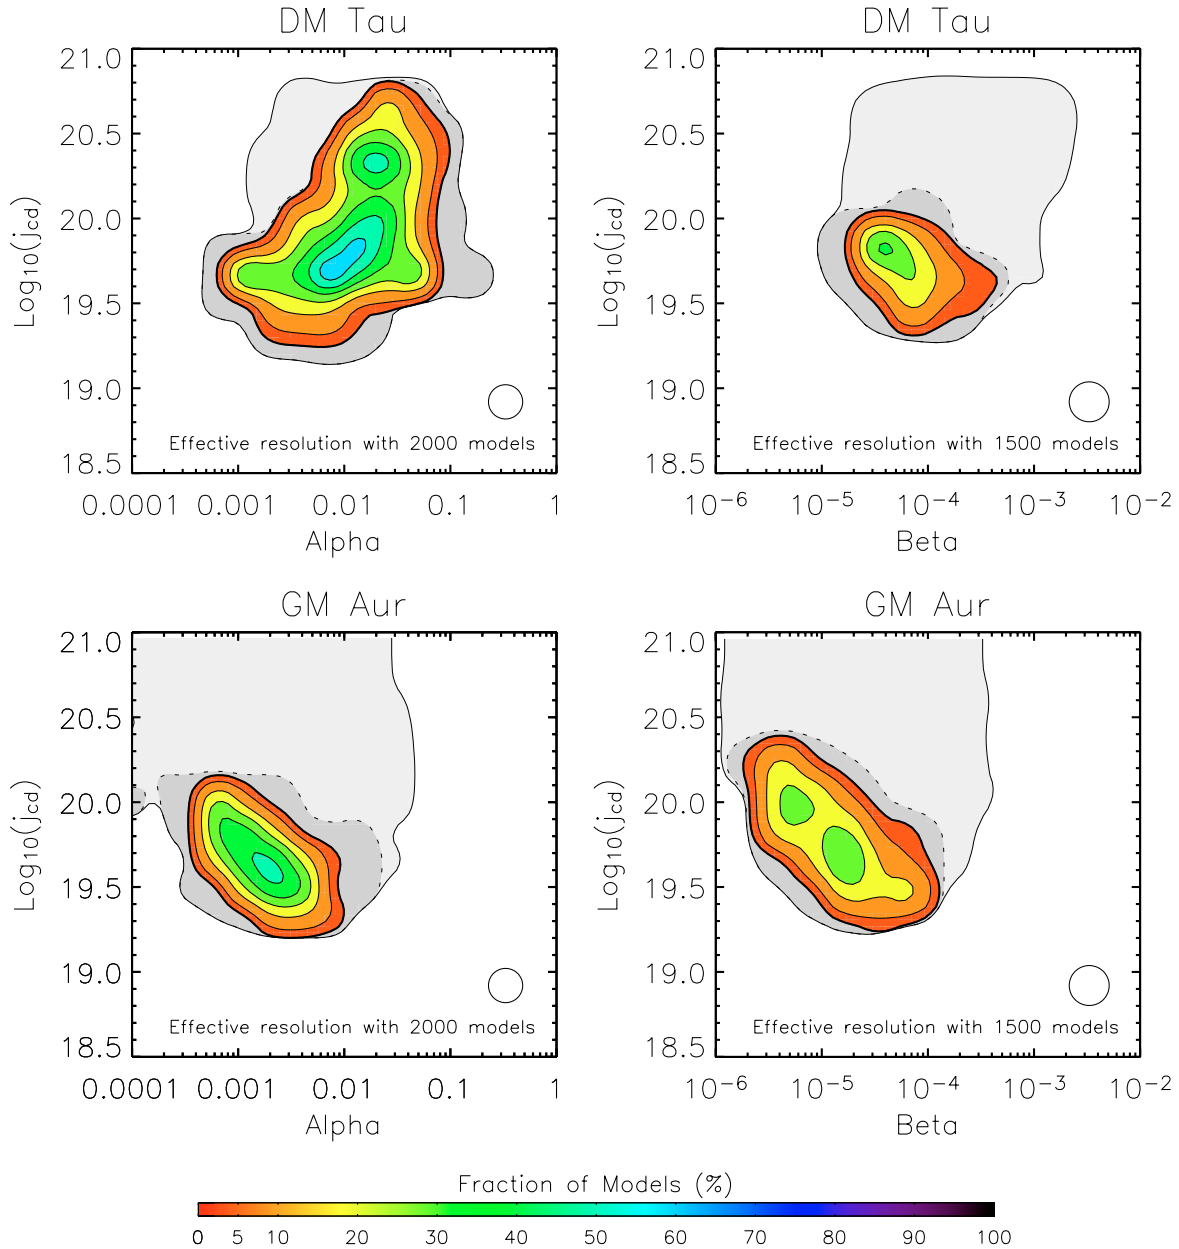 DM Tau
DM Tau
21.0
20.5
20.0
19.5
19.0
18.5
Log10(jcd)
Effective resolution with 2000 models
0.0001 0.001 0.01 0.1 1
Alpha
21.0
20.5
20.0
19.5
19.0
18.5
Log10(jcd)
Effective resolution with 1500 models
10^-6 10^-5 10^-4 10^-3 10^-2
Beta
GM Aur
GM Aur
21.0
20.5
20.0
19.5
19.0
18.5
Log10(jcd)
Effective resolution with 2000 models
0.0001 0.001 0.01 0.1 1
Alpha
21.0
20.5
20.0
19.5
19.0
18.5
Log10(jcd)
Effective resolution with 1500 models
10^-6 10^-5 10^-4 10^-3 10^-2
Beta
Fraction of Models (%)
0 5 10 20 30 40 50 60 70 80 90 100